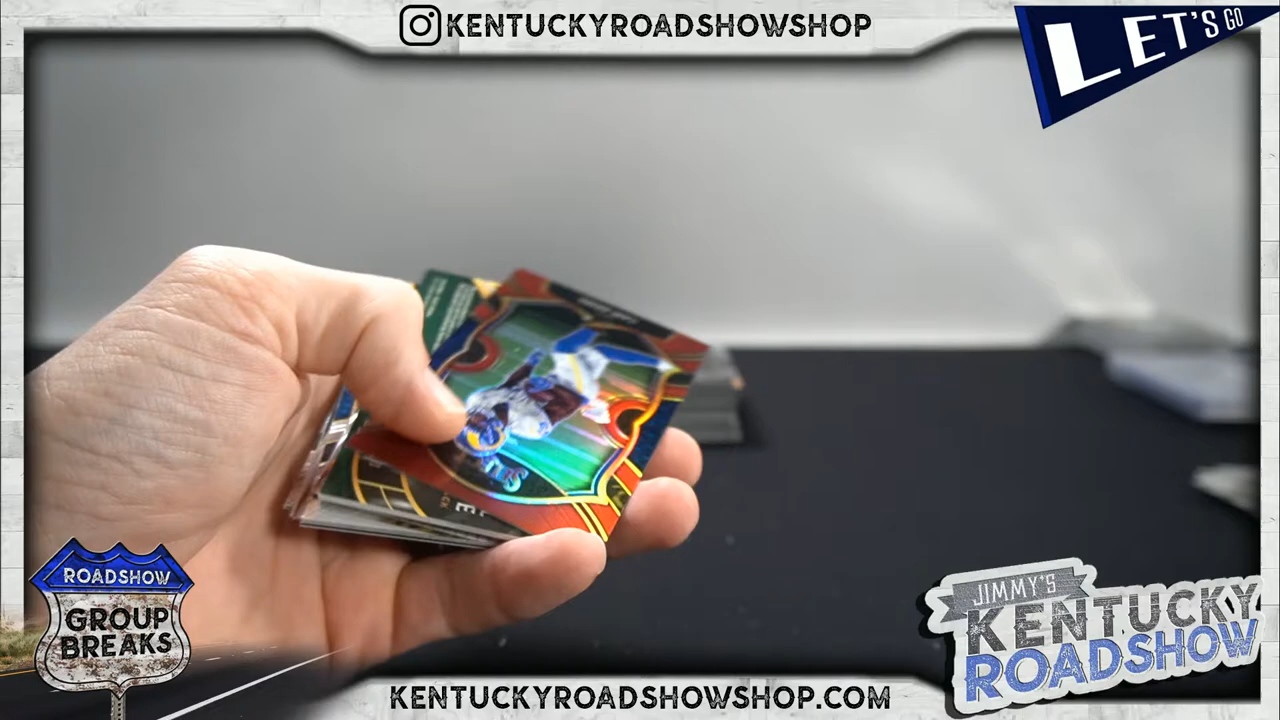 KENTUCKYROADSHOWSHOP
LET'S GO
ROADSHOW
GROUP
BREAKS
JIMMY'S
KENTUCKY
ROADSHOW
KENTUCKYROADSHOWSHOP.COM